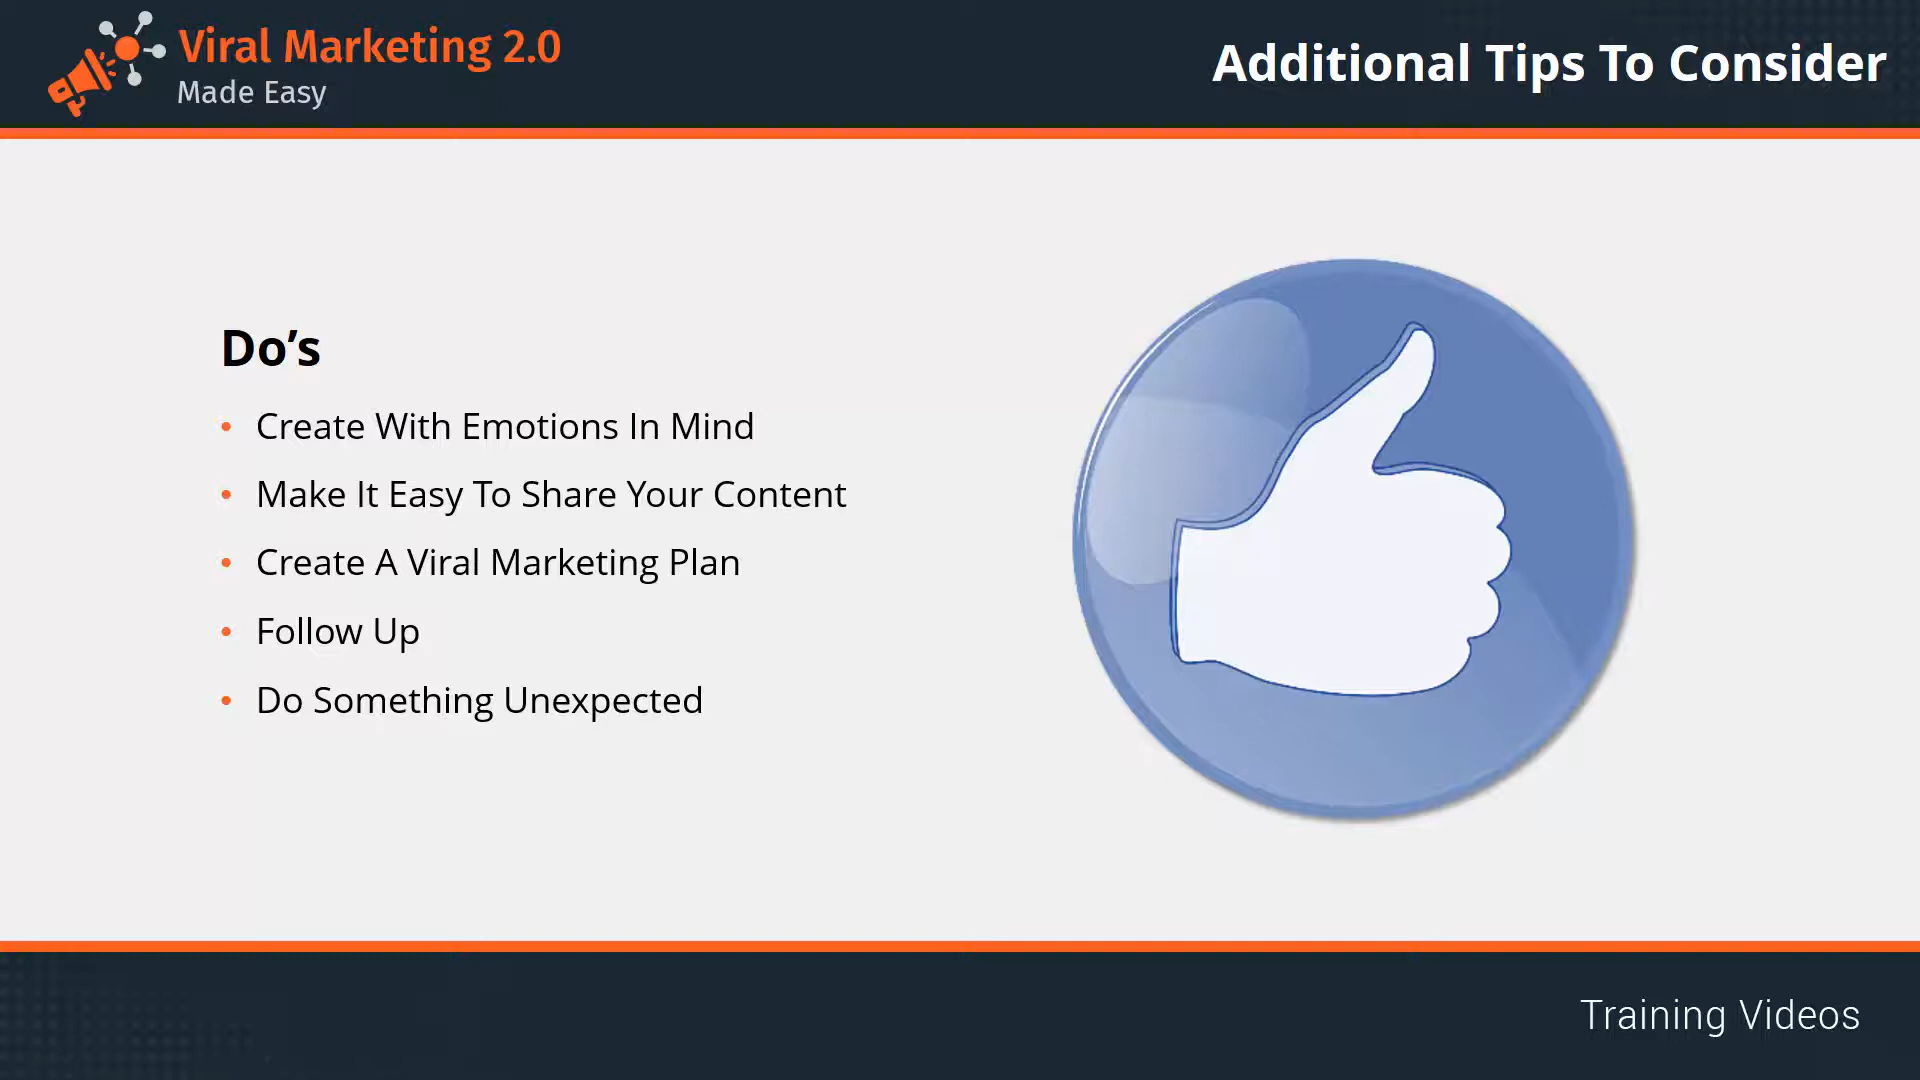 Viral Marketing 2.0
Made Easy
Additional Tips To Consider
Do’s
• Create With Emotions In Mind
• Make It Easy To Share Your Content
• Create A Viral Marketing Plan
• Follow Up
• Do Something Unexpected
Training Videos